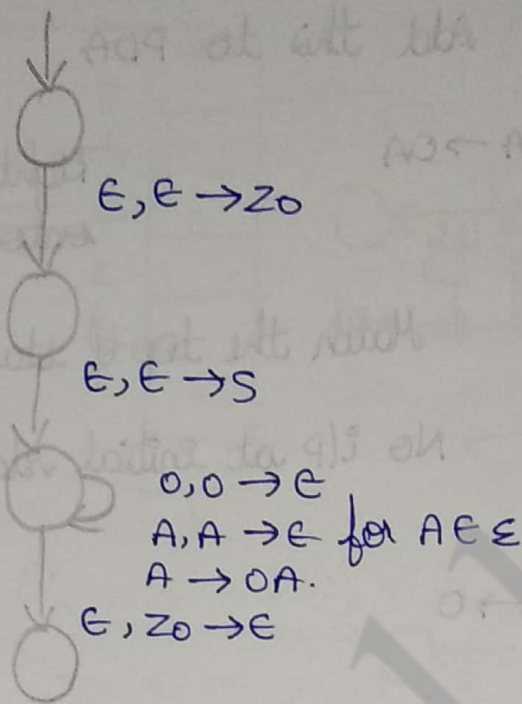 ε, ε → Z0
ε, ε → S
0, 0 → ε
A, A → ε for A ∈ Σ
A → 0A.
ε, Z0 → ε